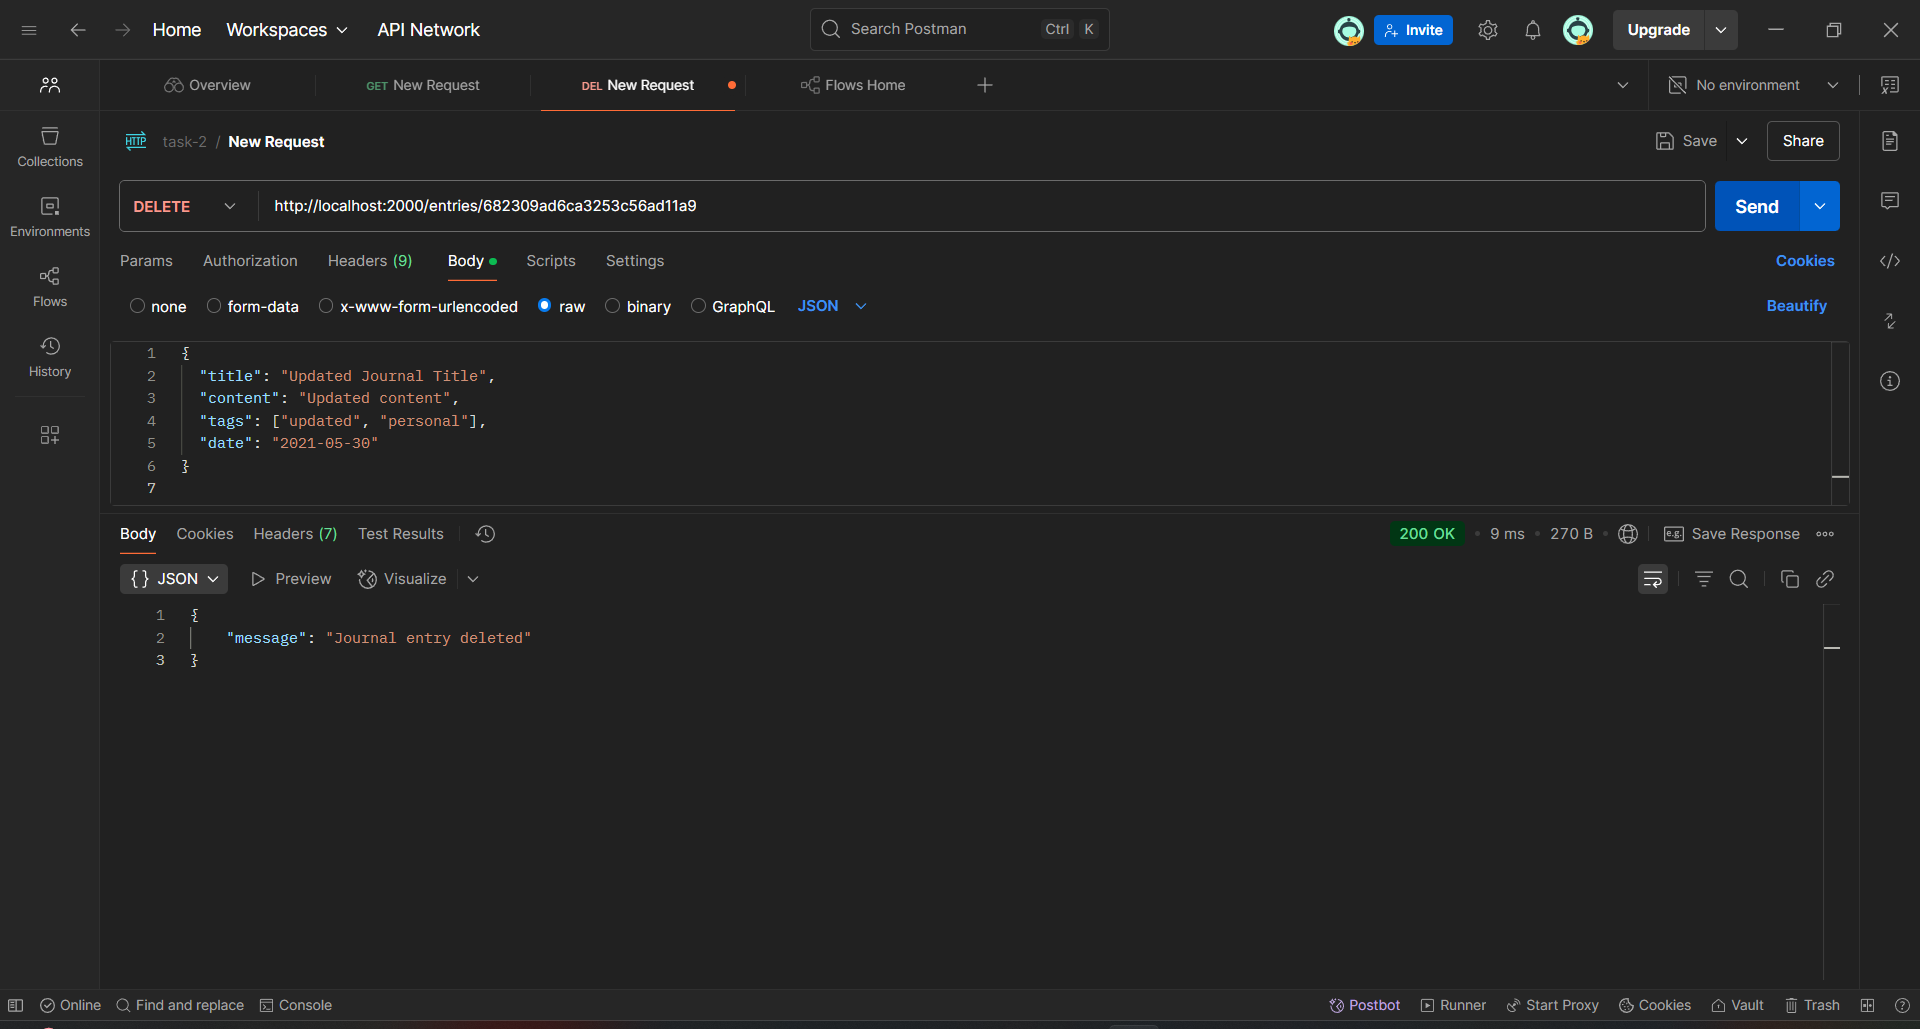 Home Workspaces API Network Search Postman Ctrl K Invite Upgrade
Overview GET New Request DEL New Request Flows Home No environment
HTTP task-2 / New Request Save Share
Collections
Environments
Flows
History
DELETE http://localhost:2000/entries/682309ad6ca3253c56ad11a9 Send
Params Authorization Headers (9) Body Scripts Settings Cookies
none form-data x-www-form-urlencoded raw binary GraphQL JSON Beautify
1 {
2 "title": "Updated Journal Title",
3 "content": "Updated content",
4 "tags": ["updated", "personal"],
5 "date": "2021-05-30"
6 }
7
Body Cookies Headers (7) Test Results 200 OK • 9 ms • 270 B • e.g. Save Response
{} JSON Preview Visualize
1 {
2 "message": "Journal entry deleted"
3 }
Online Find and replace Console Postbot Runner Start Proxy Cookies Vault Trash